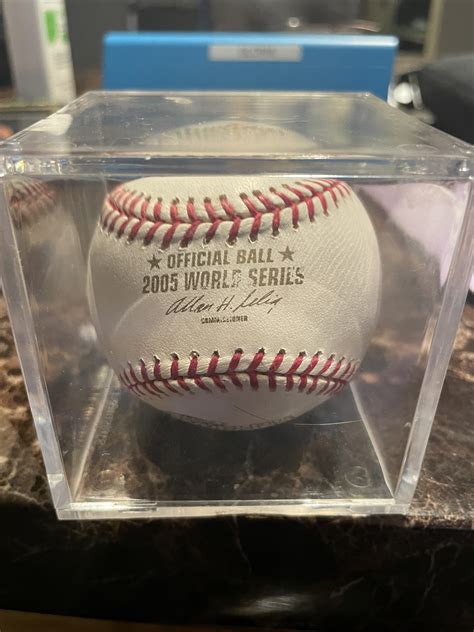 ★ OFFICIAL BALL ★
2005 WORLD SERIES
Allan H. Selig
COMMISSIONER